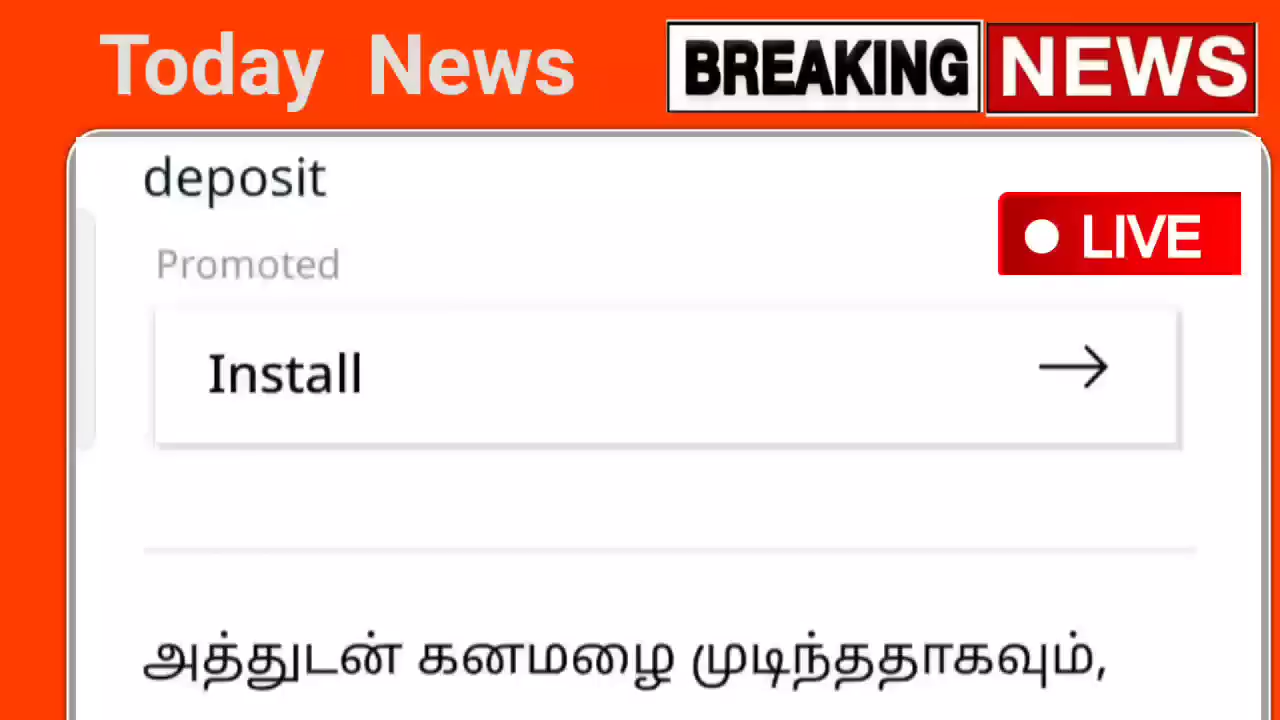 Today News
BREAKING NEWS
deposit
LIVE
Promoted
Install
அத்துடன் கனமழை முடிந்ததாகவும்,